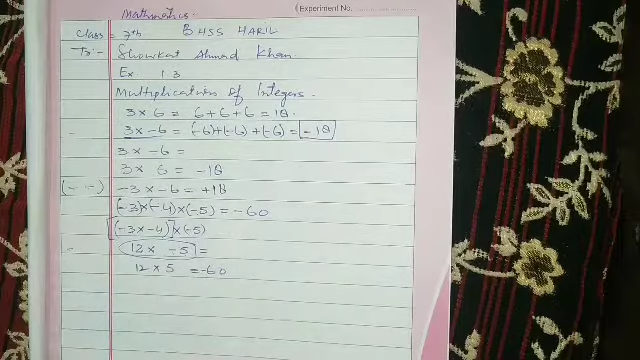 Experiment No.
Mathmetics:
Class = 7th BHSS HARIL
Tr:- Showkat Ahmad Khan.
Ex 1.3
Multiplication of Integers.
3 x 6 = 6+6+6 = 18.
3 x -6 = (-6)+(-6)+(-6) = -18
3 x -6 =
3 x 6 = -18
(- -) -3 x -6 = +18
(-3)x(-4)x(-5) = -60
[(-3 x -4)]x(-5)
12 x -5 =
12 x 5 = -60